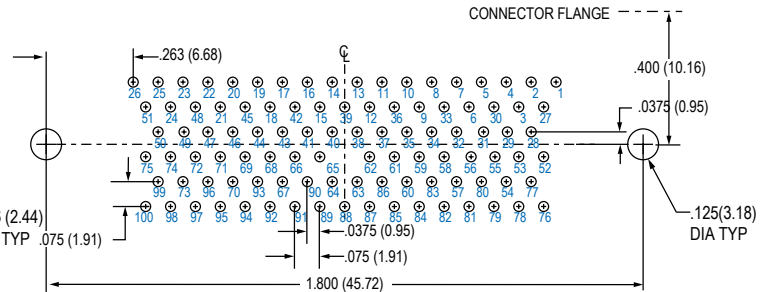 CONNECTOR FLANGE
.263 (6.68)
CL
.400 (10.16)
26 25 23 22 20 19 17 16 14 13 11 10 8 7 5 4 2 1
.0375 (0.95)
51 24 48 21 45 18 42 15 39 12 36 9 33 6 30 3 27
50 49 47 46 44 43 41 40 38 37 35 34 32 31 29 28
75 74 72 71 69 68 66 65 62 61 59 58 56 55 53 52
99 73 96 70 93 67 90 64 63 86 60 83 57 80 54 77
(2.44)
100 98 97 95 94 92 91 89 88 87 85 84 82 81 79 78 76
.125(3.18)
TYP
.075 (1.91)
.0375 (0.95)
DIA TYP
.075 (1.91)
1.800 (45.72)